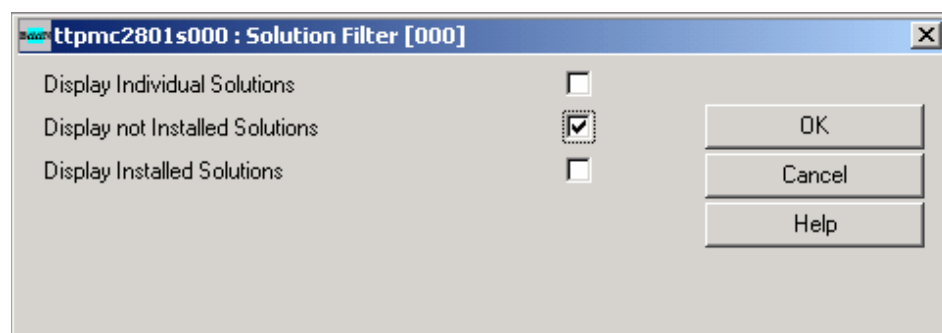 ttpmc2801s000 : Solution Filter [000]
Display Individual Solutions
Display not Installed Solutions
OK
Display Installed Solutions
Cancel
Help